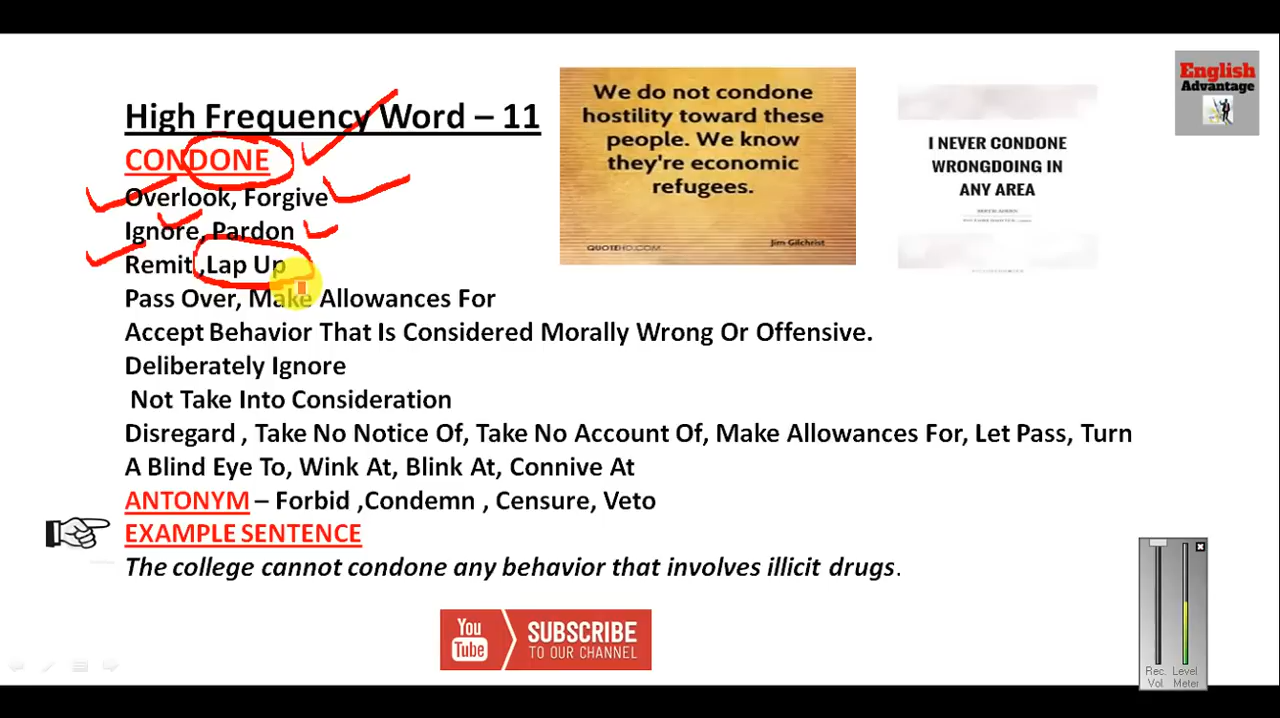 High Frequency Word – 11
CONDONE
Overlook, Forgive
Ignore, Pardon
Remit ,Lap Up
Pass Over, Make Allowances For
Accept Behavior That Is Considered Morally Wrong Or Offensive.
Deliberately Ignore
Not Take Into Consideration
Disregard , Take No Notice Of, Take No Account Of, Make Allowances For, Let Pass, Turn
A Blind Eye To, Wink At, Blink At, Connive At
ANTONYM – Forbid ,Condemn , Censure, Veto
EXAMPLE SENTENCE
The college cannot condone any behavior that involves illicit drugs.
We do not condone
hostility toward these
people. We know
they're economic
refugees.
QUOTEHD.COM
Jim Gilchrist
I NEVER CONDONE
WRONGDOING IN
ANY AREA
English
Advantage
You
Tube
SUBSCRIBE
TO OUR CHANNEL
Rec. Level
Vol Meter